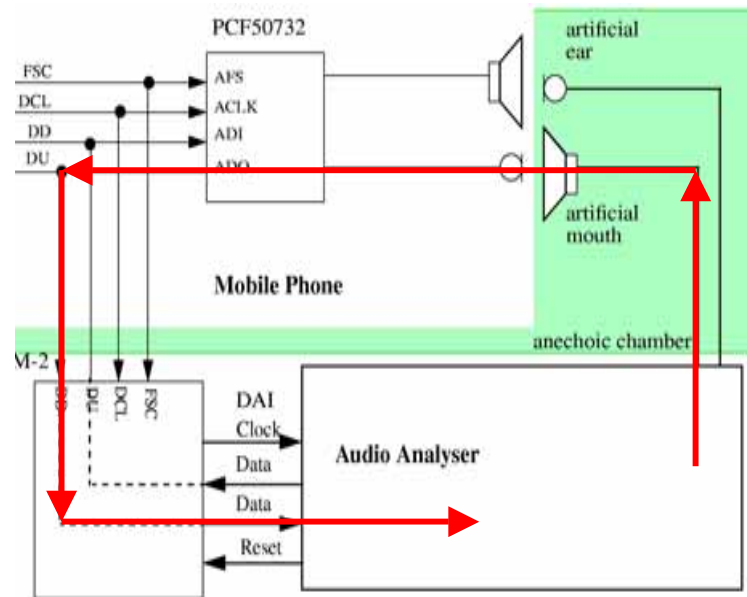 PCF50732
artificial
ear
FSC
AFS
DCL
ACLK
DD
ADI
DU
ADO
artificial
mouth
Mobile Phone
anechoic chamber
M-2
DD
DU
DCL
FSC
DAI
Clock
Audio Analyser
Data
Data
Reset